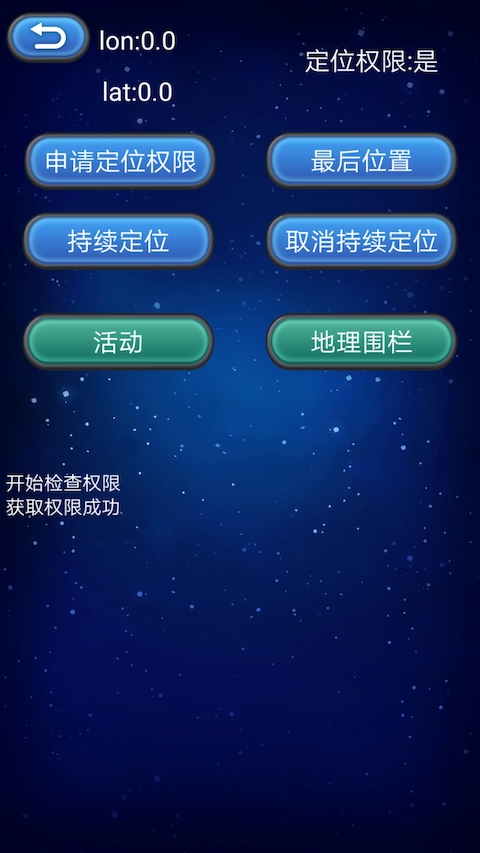 lon:0.0
定位权限:是
lat:0.0
申请定位权限
最后位置
持续定位
取消持续定位
活动
地理围栏
开始检查权限
获取权限成功